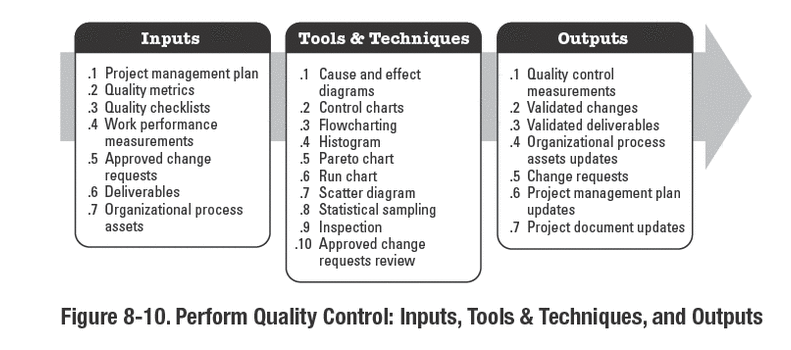 Inputs
.1 Project management plan
.2 Quality metrics
.3 Quality checklists
.4 Work performance
measurements
.5 Approved change
requests
.6 Deliverables
.7 Organizational process
assets
Tools & Techniques
.1 Cause and effect
diagrams
.2 Control charts
.3 Flowcharting
.4 Histogram
.5 Pareto chart
.6 Run chart
.7 Scatter diagram
.8 Statistical sampling
.9 Inspection
.10 Approved change
requests review
Outputs
.1 Quality control
measurements
.2 Validated changes
.3 Validated deliverables
.4 Organizational process
assets updates
.5 Change requests
.6 Project management plan
updates
.7 Project document updates
Figure 8-10. Perform Quality Control: Inputs, Tools & Techniques, and Outputs